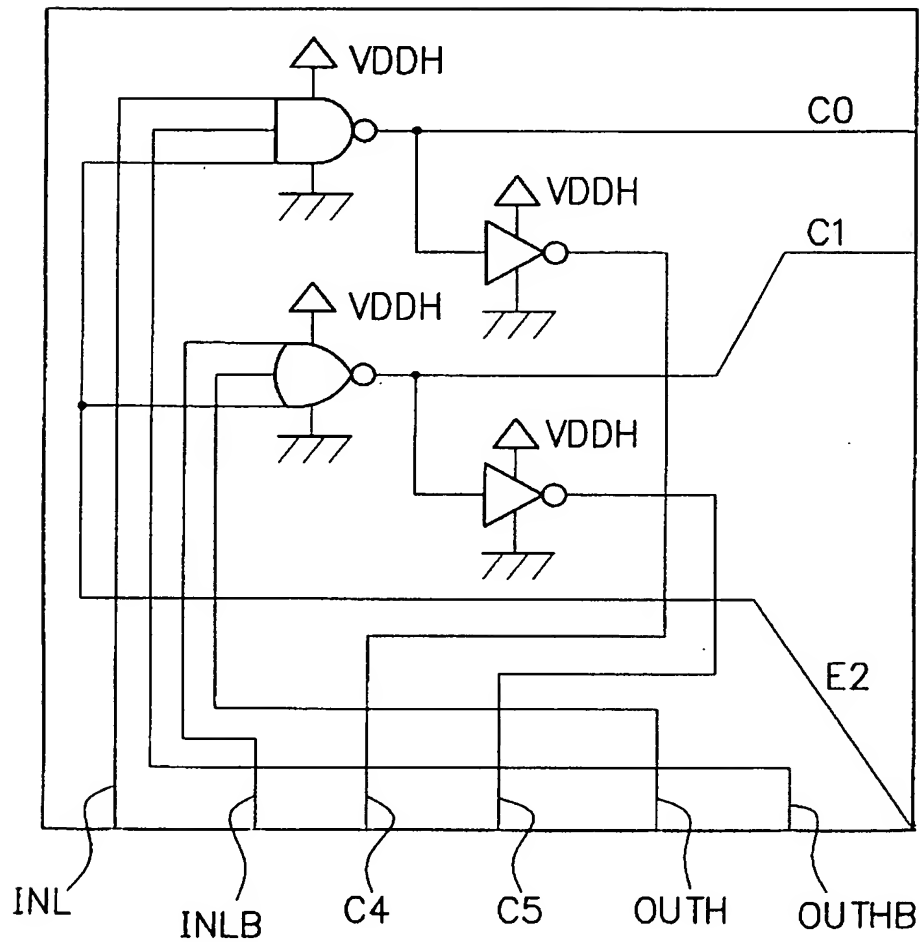 VDDH
C0
VDDH
C1
VDDH
VDDH
E2
INL
INLB
C4
C5
OUTH
OUTHB